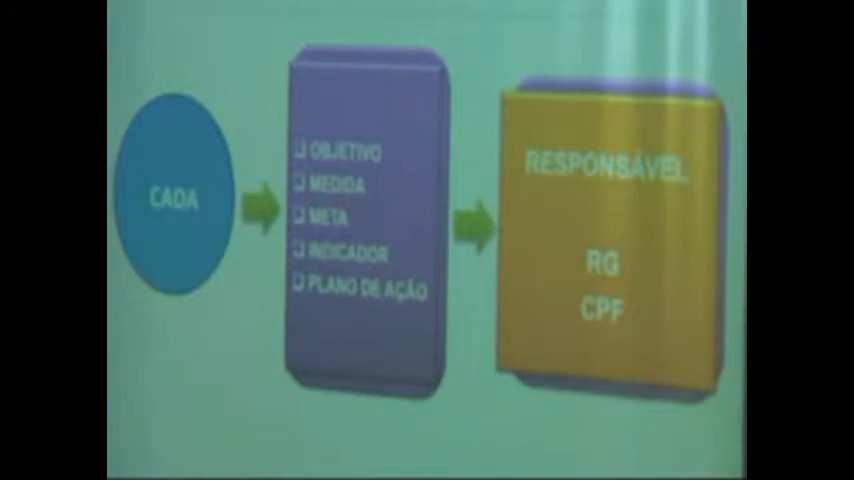 CADA
❑ OBJETIVO
❑ MEDIDA
❑ META
❑ INDICADOR
❑ PLANO DE AÇÃO
RESPONSÁVEL
RG
CPF